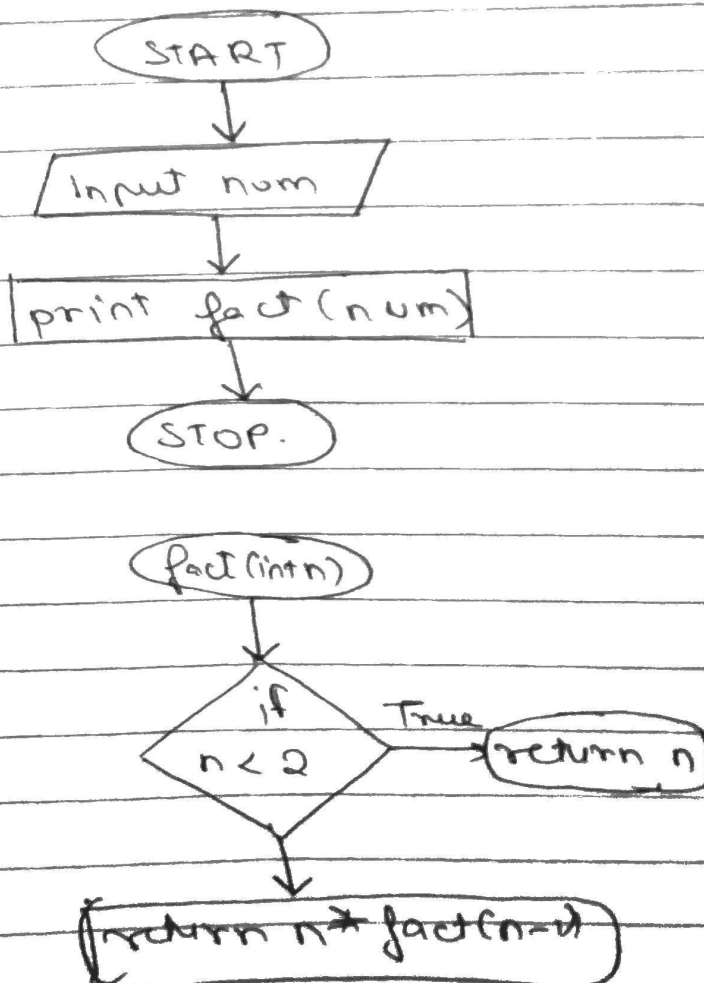 START
Input num
print fact(num)
STOP.
fact(int n)
if
n < 2
True
return n
return n * fact(n-1)